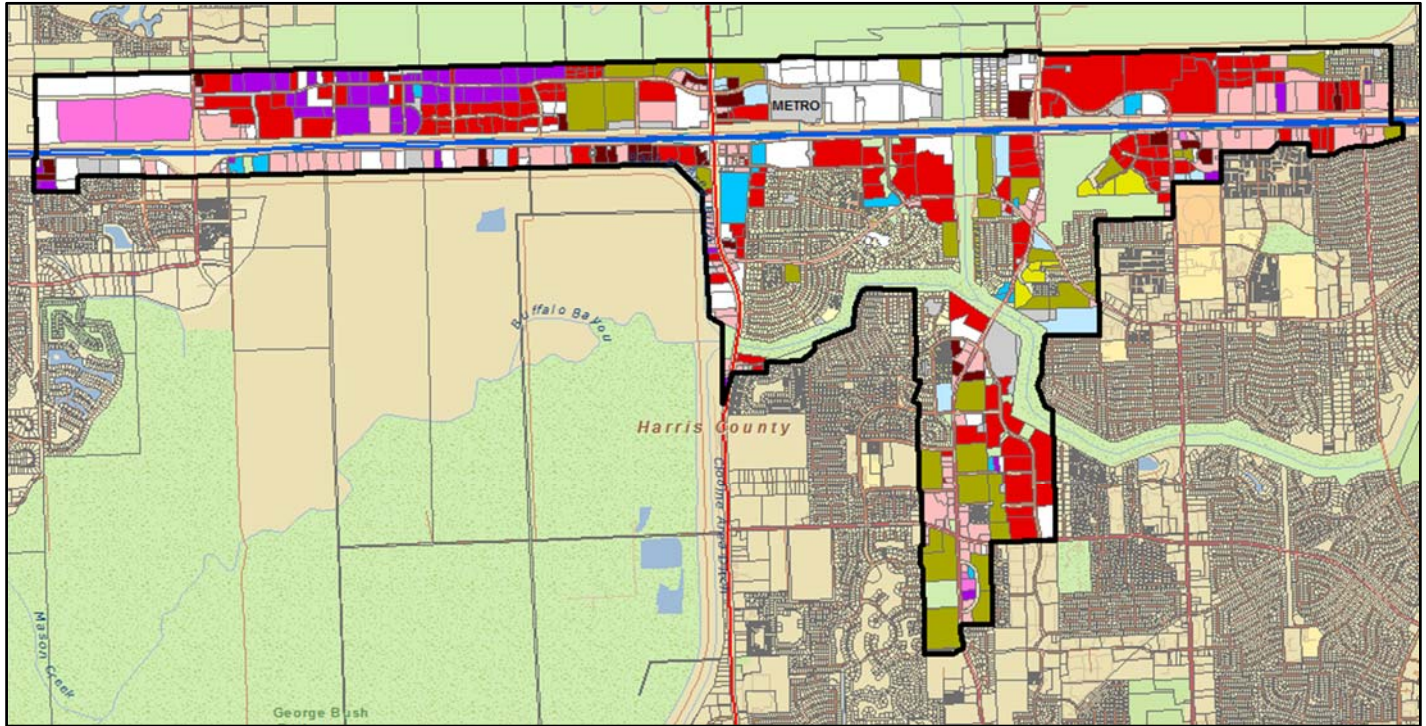 METRO
Buffalo Bayou
Harris County
Mason Creek
George Bush